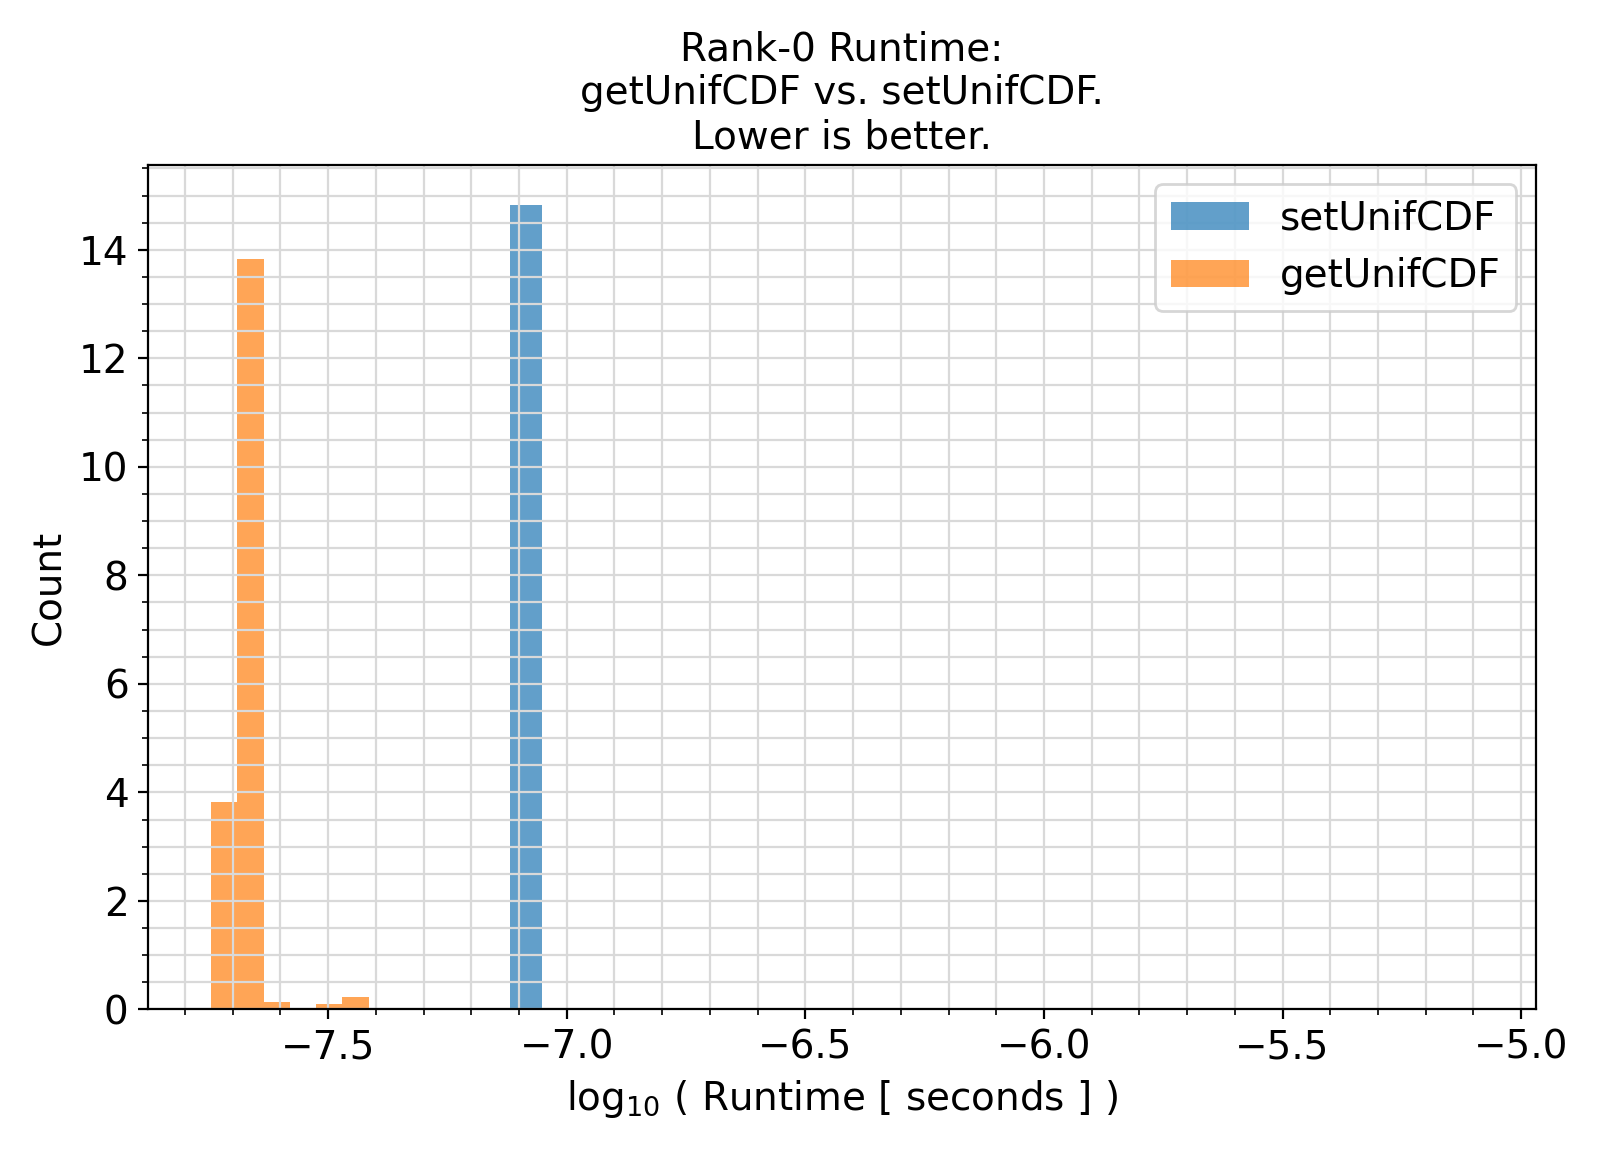 Rank-0 Runtime:
getUnifCDF vs. setUnifCDF.
Lower is better.
setUnifCDF
getUnifCDF
14
12
10
8
6
4
2
0
Count
−7.5 −7.0 −6.5 −6.0 −5.5 −5.0
log₁₀ ( Runtime [ seconds ] )